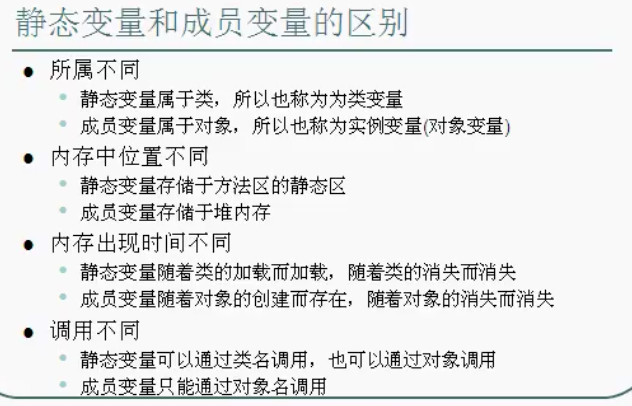 静态变量和成员变量的区别
所属不同
静态变量属于类，所以也称为为类变量
成员变量属于对象，所以也称为实例变量(对象变量)
内存中位置不同
静态变量存储于方法区的静态区
成员变量存储于堆内存
内存出现时间不同
静态变量随着类的加载而加载，随着类的消失而消失
成员变量随着对象的创建而存在，随着对象的消失而消失
调用不同
静态变量可以通过类名调用，也可以通过对象调用
成员变量只能通过对象名调用